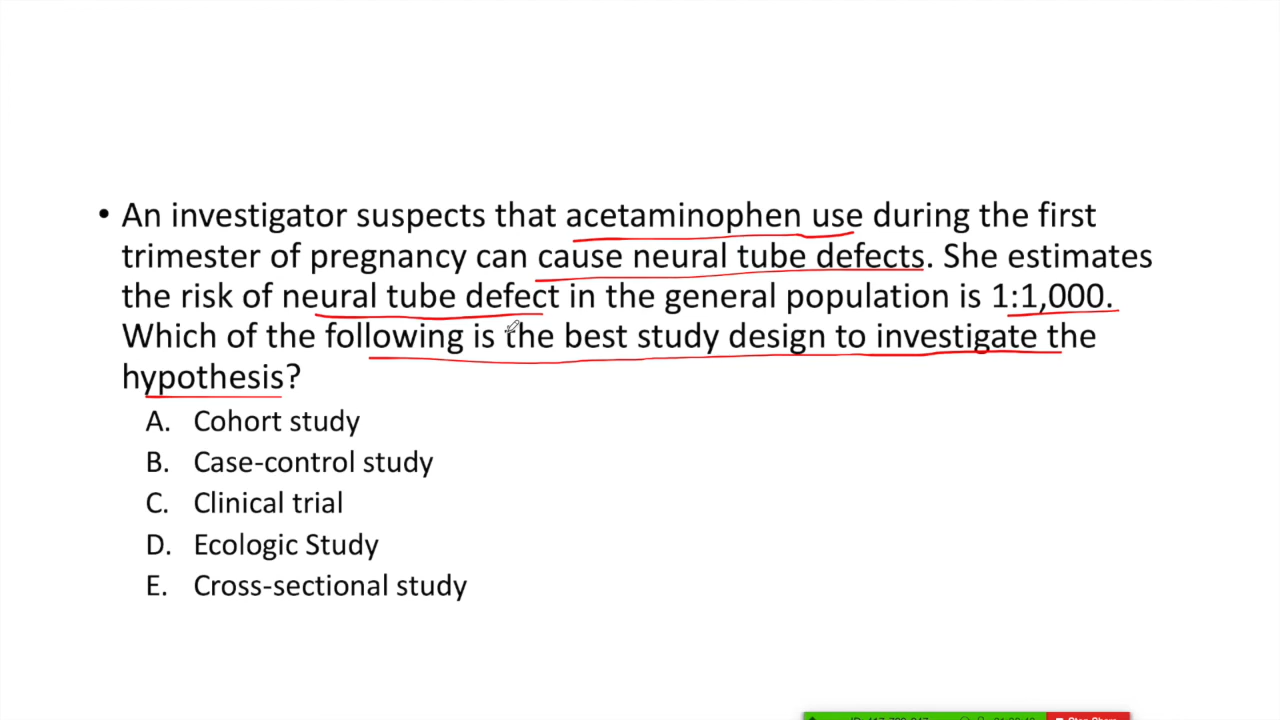 • An investigator suspects that acetaminophen use during the first
trimester of pregnancy can cause neural tube defects. She estimates
the risk of neural tube defect in the general population is 1:1,000.
Which of the following is the best study design to investigate the
hypothesis?
A. Cohort study
B. Case-control study
C. Clinical trial
D. Ecologic Study
E. Cross-sectional study